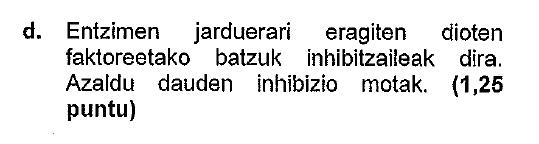 d. Entzimen jarduerari eragiten dioten
faktoreetako batzuk inhibitzaileak dira.
Azaldu dauden inhibizio motak. (1,25
puntu)